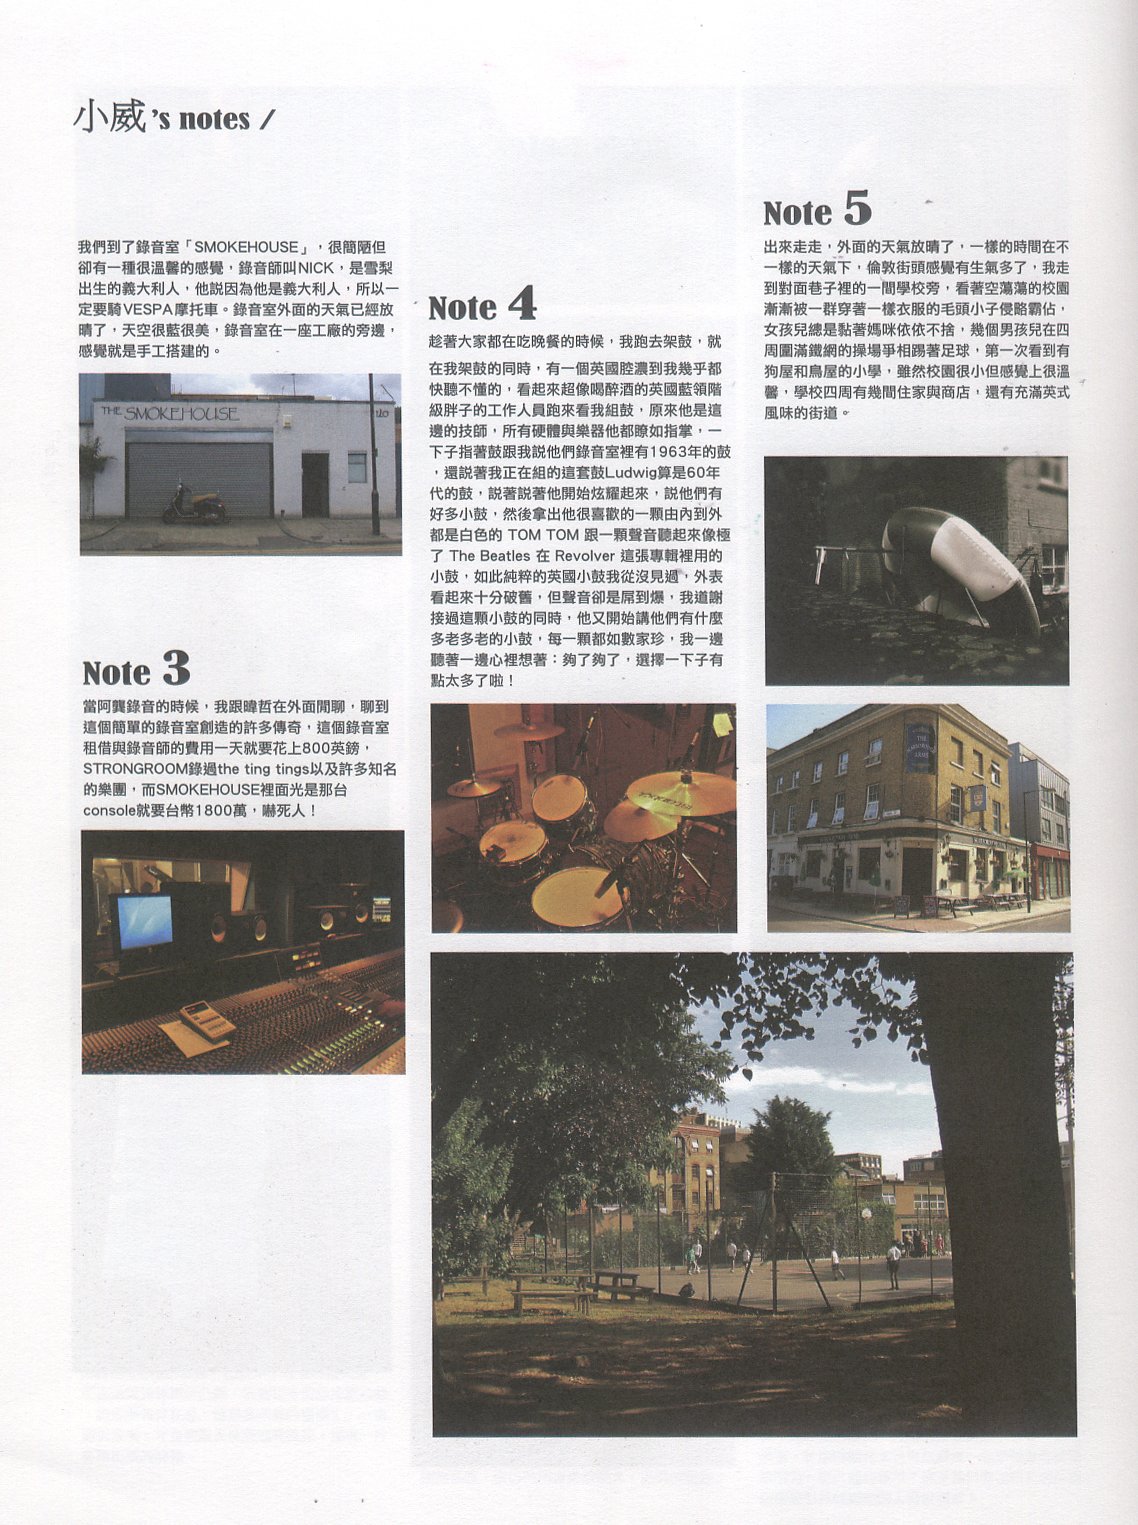 小威's notes /
我們到了錄音室「SMOKEHOUSE」，很簡陋但
卻有一種很溫馨的感覺，錄音師叫NICK，是雪梨
出生的義大利人，他說因為他是義大利人，所以一
定要騎VESPA摩托車。錄音室外面的天氣已經放
晴了，天空很藍很美，錄音室在一座工廠的旁邊，
感覺就是手工搭建的。
THE SMOKEHOUSE
Note 3
當阿龔錄音的時候，我跟暐哲在外面閒聊，聊到
這個簡單的錄音室創造的許多傳奇，這個錄音室
租借與錄音師的費用一天就要花上800英鎊，
STRONGROOM錄過the ting tings以及許多知名
的樂團，而SMOKEHOUSE裡面光是那台
console就要台幣1800萬，嚇死人！
Note 4
趁著大家都在吃晚餐的時候，我跑去架鼓，就
在我架鼓的同時，有一個英國腔濃到我幾乎都
快聽不懂的，看起來超像喝醉酒的英國藍領階
級胖子的工作人員跑來看我組鼓，原來他是這
邊的技師，所有硬體與樂器他都瞭如指掌，一
下子指著鼓跟我說他們錄音室裡有1963年的鼓
，還說著我正在組的這套鼓Ludwig算是60年
代的鼓，說著說著他開始炫耀起來，說他們有
好多小鼓，然後拿出他很喜歡的一顆由內到外
都是白色的 TOM TOM 跟一顆聲音聽起來像極
了 The Beatles 在 Revolver 這張專輯裡用的
小鼓，如此純粹的英國小鼓我從沒見過，外表
看起來十分破舊，但聲音卻是屌到爆，我道謝
接過這顆小鼓的同時，他又開始講他們有什麼
多老多老的小鼓，每一顆都如數家珍，我一邊
聽著一邊心裡想著：夠了夠了，選擇一下子有
點太多了啦！
Note 5
出來走走，外面的天氣放晴了，一樣的時間在不
一樣的天氣下，倫敦街頭感覺有生氣多了，我走
到對面巷子裡的一間學校旁，看著空蕩蕩的校園
漸漸被一群穿著一樣衣服的毛頭小子侵略霸佔，
女孩兒總是黏著媽咪依依不捨，幾個男孩兒在四
周圍滿鐵網的操場爭相踢著足球，第一次看到有
狗屋和鳥屋的小學，雖然校園很小但感覺上很溫
馨，學校四周有幾間住家與商店，還有充滿英式
風味的街道。